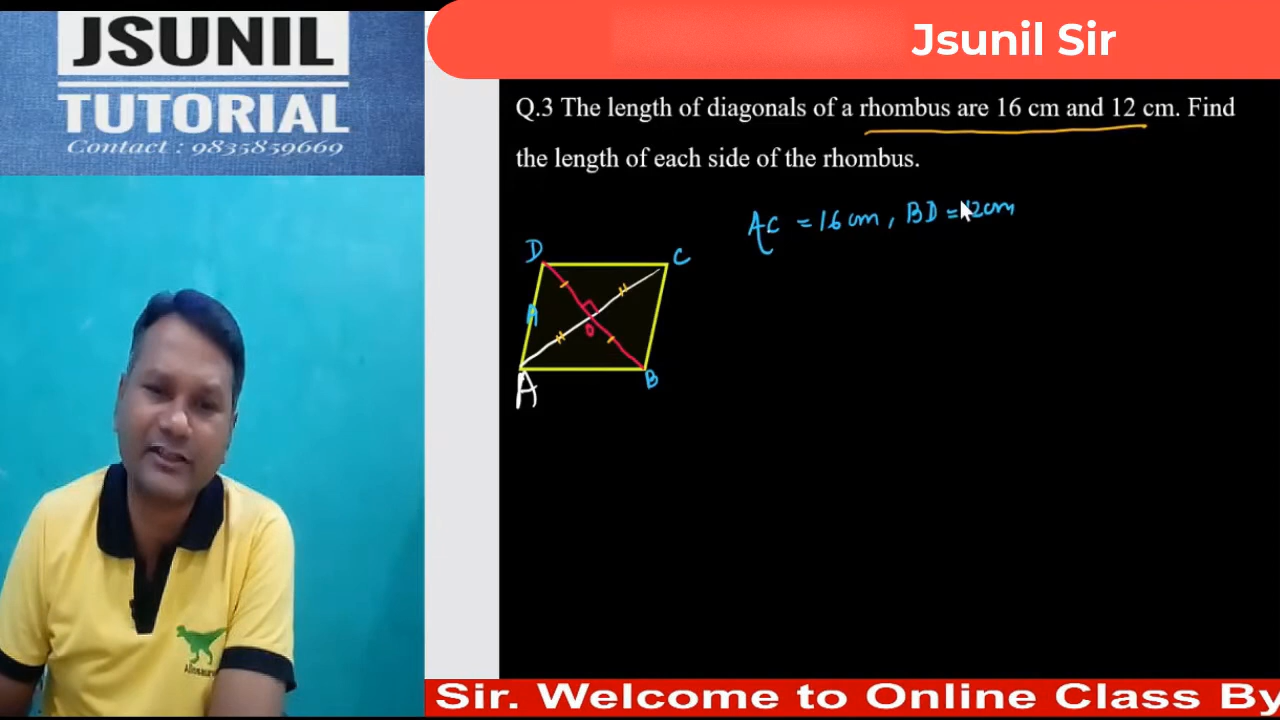 JSUNIL
TUTORIAL
Contact : 9835859669
Jsunil Sir
Q.3 The length of diagonals of a rhombus are 16 cm and 12 cm. Find
the length of each side of the rhombus.
AC = 16 cm, BD = 12cm
D
C
A
O
A
B
Sir. Welcome to Online Class By